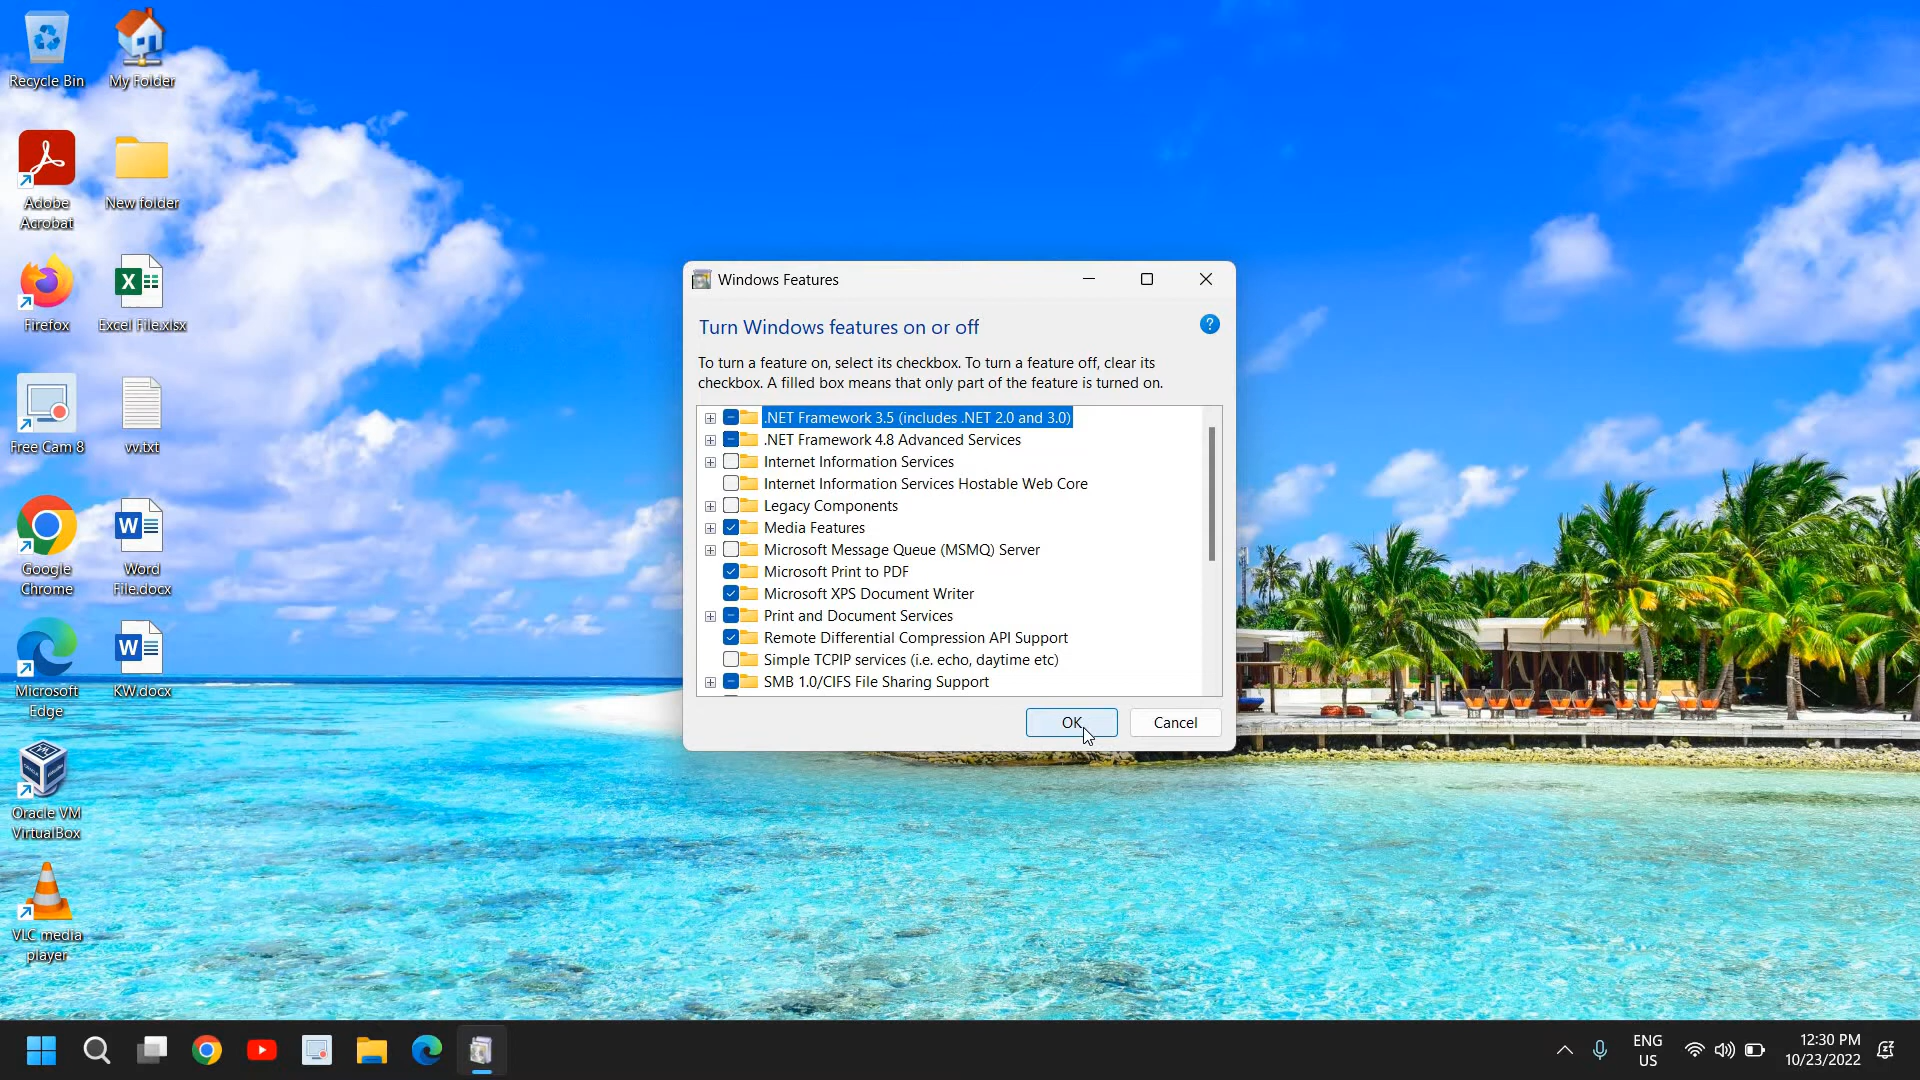 Recycle Bin
My Folder
Adobe
Acrobat
New folder
Firefox
Excel File.xlsx
Free Cam 8
vv.txt
Google
Chrome
Word
File.docx
Microsoft
Edge
KW.docx
Oracle VM
VirtualBox
VLC media
player
Windows Features
Turn Windows features on or off
To turn a feature on, select its checkbox. To turn a feature off, clear its
checkbox. A filled box means that only part of the feature is turned on.
.NET Framework 3.5 (includes .NET 2.0 and 3.0)
.NET Framework 4.8 Advanced Services
Internet Information Services
Internet Information Services Hostable Web Core
Legacy Components
Media Features
Microsoft Message Queue (MSMQ) Server
Microsoft Print to PDF
Microsoft XPS Document Writer
Print and Document Services
Remote Differential Compression API Support
Simple TCPIP services (i.e. echo, daytime etc)
SMB 1.0/CIFS File Sharing Support
OK
Cancel
ENG
US
12:30 PM
10/23/2022